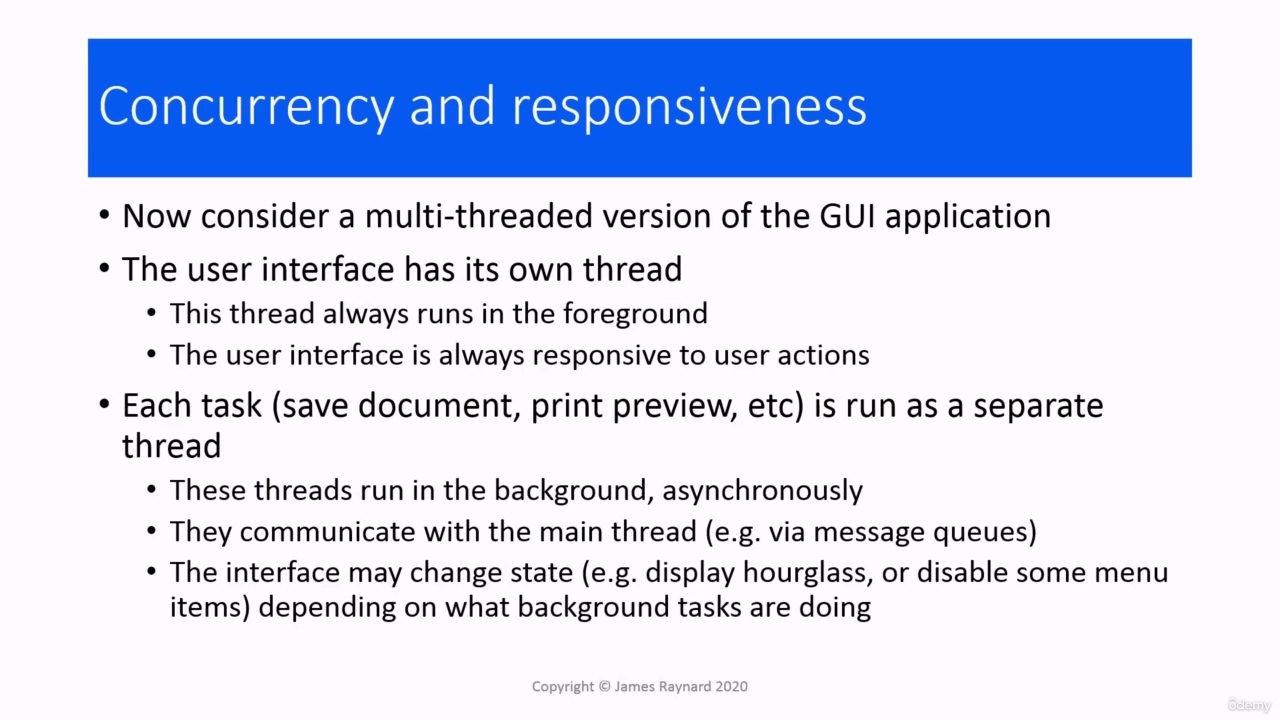 Concurrency and responsiveness
• Now consider a multi-threaded version of the GUI application
• The user interface has its own thread
• This thread always runs in the foreground
• The user interface is always responsive to user actions
• Each task (save document, print preview, etc) is run as a separate
thread
• These threads run in the background, asynchronously
• They communicate with the main thread (e.g. via message queues)
• The interface may change state (e.g. display hourglass, or disable some menu
items) depending on what background tasks are doing
Copyright © James Raynard 2020
ûdemy